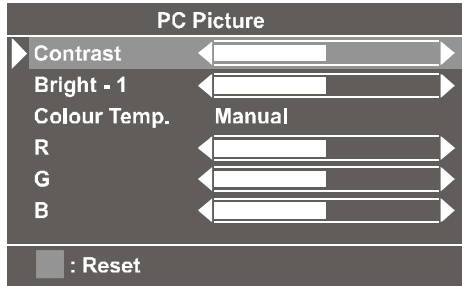 PC Picture
Contrast
Bright - 1
Colour Temp. Manual
R
G
B
: Reset